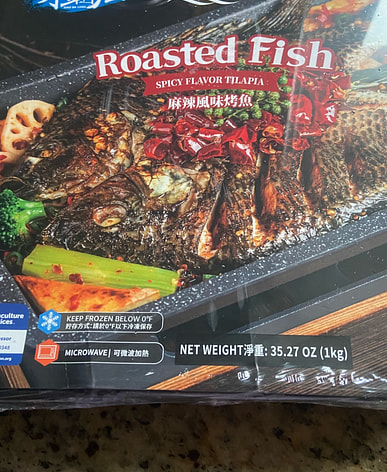 Roasted Fish
SPICY FLAVOR TILAPIA
麻辣風味烤魚
KEEP FROZEN BELOW 0°F
貯存方式:請於0°F以下冷凍保存
MICROWAVE | 可微波加熱
NET WEIGHT淨重: 35.27 OZ (1kg)